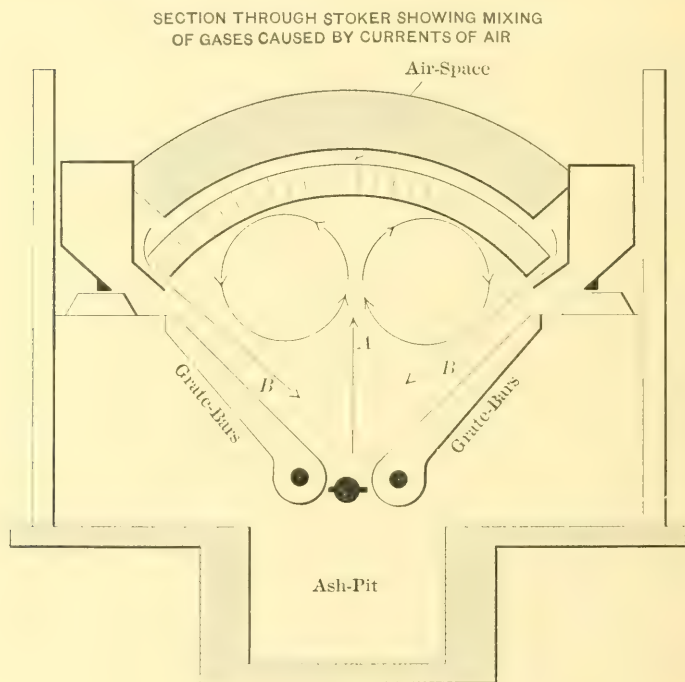 SECTION THROUGH STOKER SHOWING MIXING
OF GASES CAUSED BY CURRENTS OF AIR
Air-Space
A
B
B
Grate-Bars
Grate-Bars
Ash-Pit